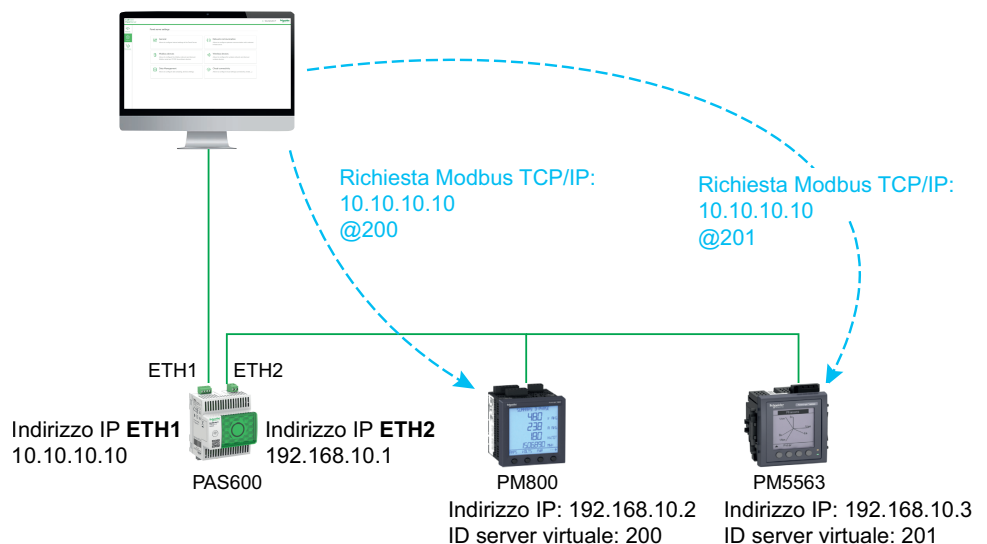 Richiesta Modbus TCP/IP:
10.10.10.10
@200
Richiesta Modbus TCP/IP:
10.10.10.10
@201
ETH1
ETH2
Indirizzo IP ETH1
10.10.10.10
Indirizzo IP ETH2
192.168.10.1
PAS600
PM800
Indirizzo IP: 192.168.10.2
ID server virtuale: 200
PM5563
Indirizzo IP: 192.168.10.3
ID server virtuale: 201